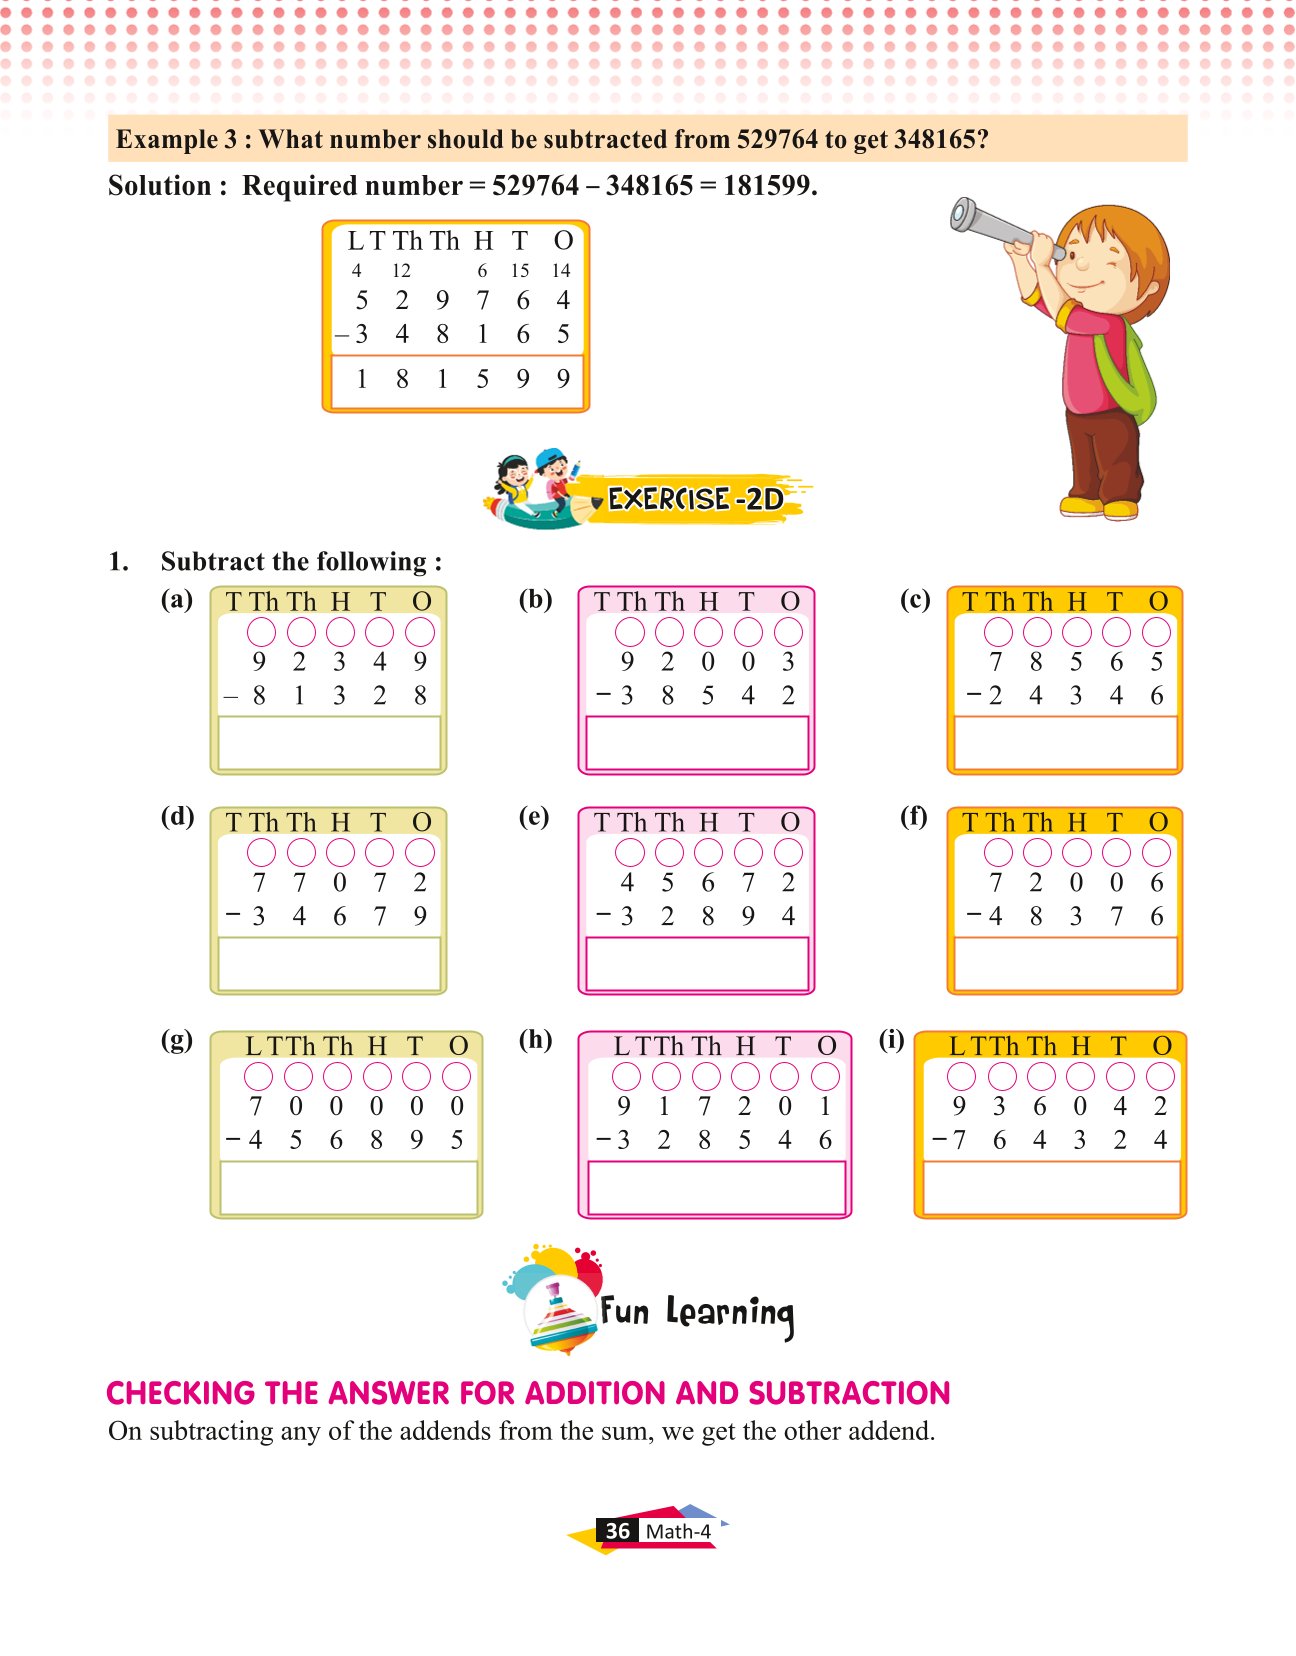 Example 3 : What number should be subtracted from 529764 to get 348165?
Solution : Required number = 529764 – 348165 = 181599.
L T Th Th H T O
4 12 6 15 14
5 2 9 7 6 4
– 3 4 8 1 6 5
1 8 1 5 9 9
EXERCISE -2D
1. Subtract the following :
(a) T Th Th H T O
9 2 3 4 9
– 8 1 3 2 8
(b) T Th Th H T O
9 2 0 0 3
– 3 8 5 4 2
(c) T Th Th H T O
7 8 5 6 5
– 2 4 3 4 6
(d) T Th Th H T O
7 7 0 7 2
– 3 4 6 7 9
(e) T Th Th H T O
4 5 6 7 2
– 3 2 8 9 4
(f) T Th Th H T O
7 2 0 0 6
– 4 8 3 7 6
(g) L TTh Th H T O
7 0 0 0 0 0
– 4 5 6 8 9 5
(h) L TTh Th H T O
9 1 7 2 0 1
– 3 2 8 5 4 6
(i) L TTh Th H T O
9 3 6 0 4 2
– 7 6 4 3 2 4
Fun Learning
CHECKING THE ANSWER FOR ADDITION AND SUBTRACTION
On subtracting any of the addends from the sum, we get the other addend.
36 Math-4